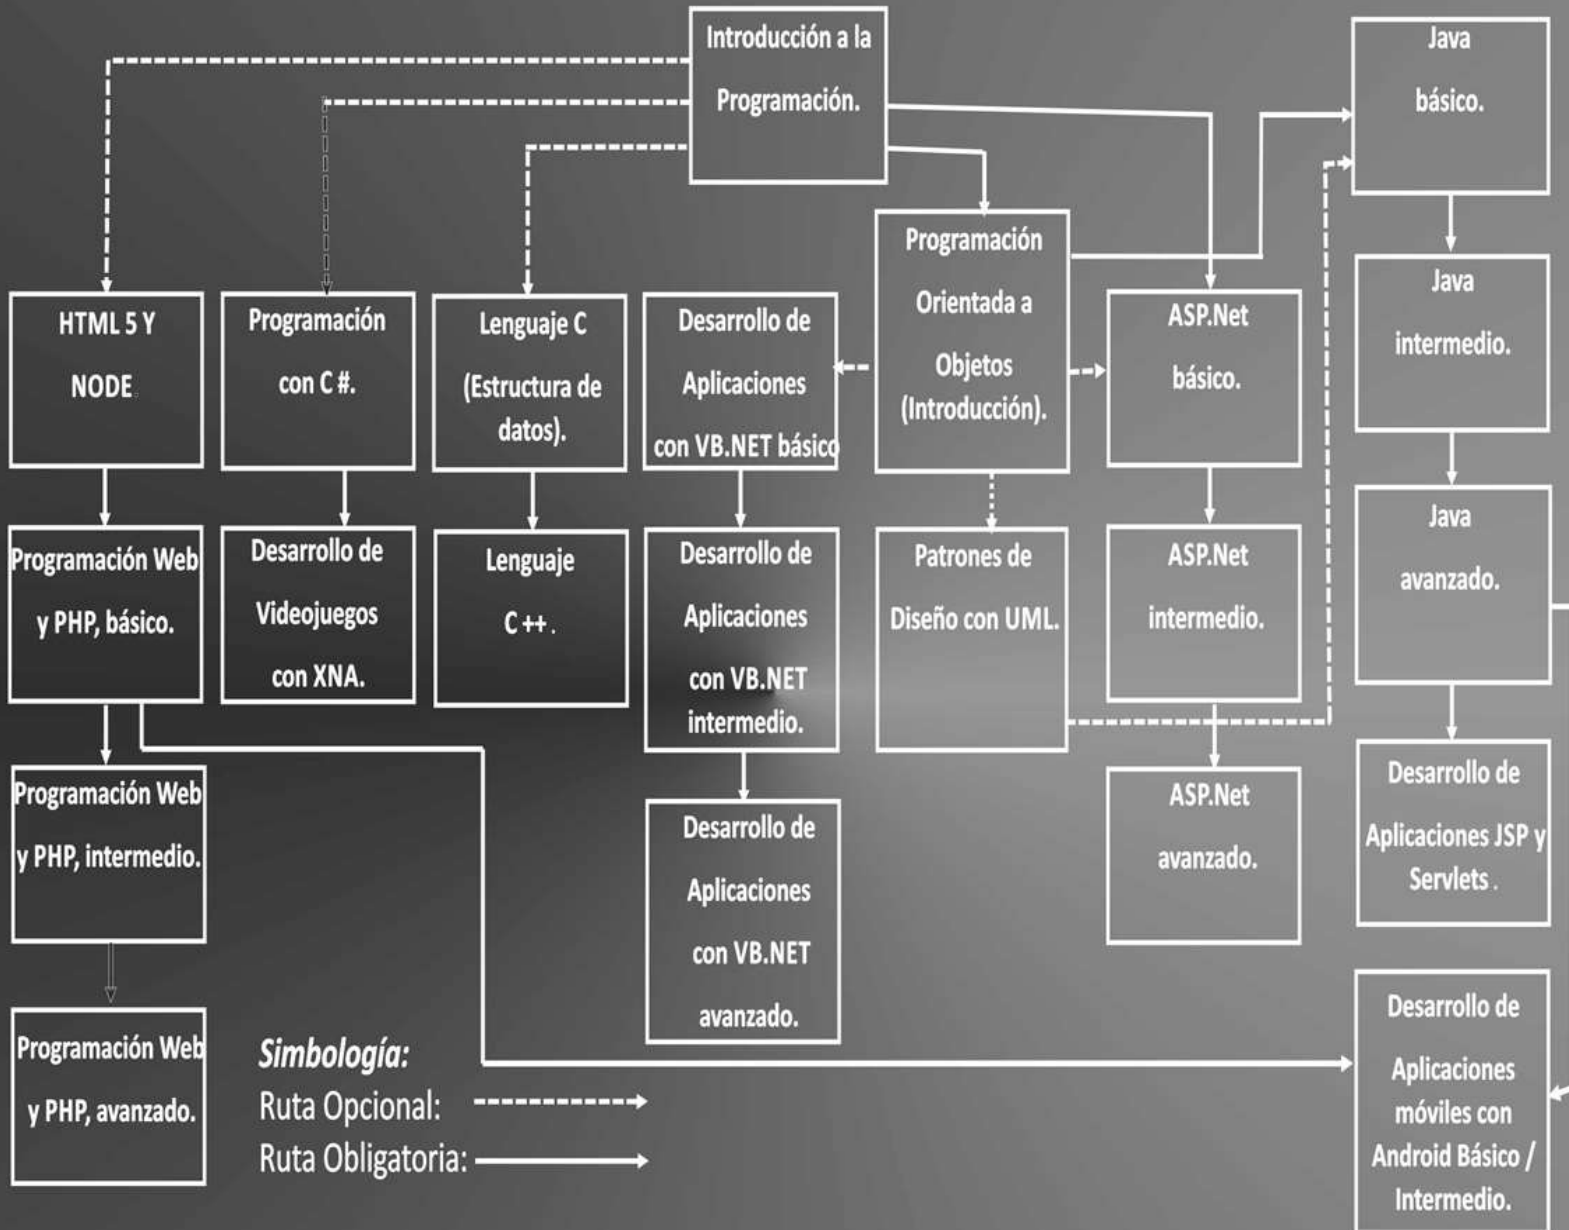 Introducción a la
Programación.
Java
básico.
Programación
Orientada a
Objetos
(Introducción).
Java
intermedio.
HTML 5 Y
NODE.
Programación
con C #.
Lenguaje C
(Estructura de
datos).
Desarrollo de
Aplicaciones
con VB.NET básico
ASP.Net
básico.
Java
avanzado.
Programación Web
y PHP, básico.
Desarrollo de
Videojuegos
con XNA.
Lenguaje
C ++ .
Desarrollo de
Aplicaciones
con VB.NET
intermedio.
Patrones de
Diseño con UML.
ASP.Net
intermedio.
Programación Web
y PHP, intermedio.
Desarrollo de
Aplicaciones
con VB.NET
avanzado.
ASP.Net
avanzado.
Desarrollo de
Aplicaciones JSP y
Servlets .
Programación Web
y PHP, avanzado.
Simbología:
Ruta Opcional:
Ruta Obligatoria:
Desarrollo de
Aplicaciones
móviles con
Android Básico /
Intermedio.